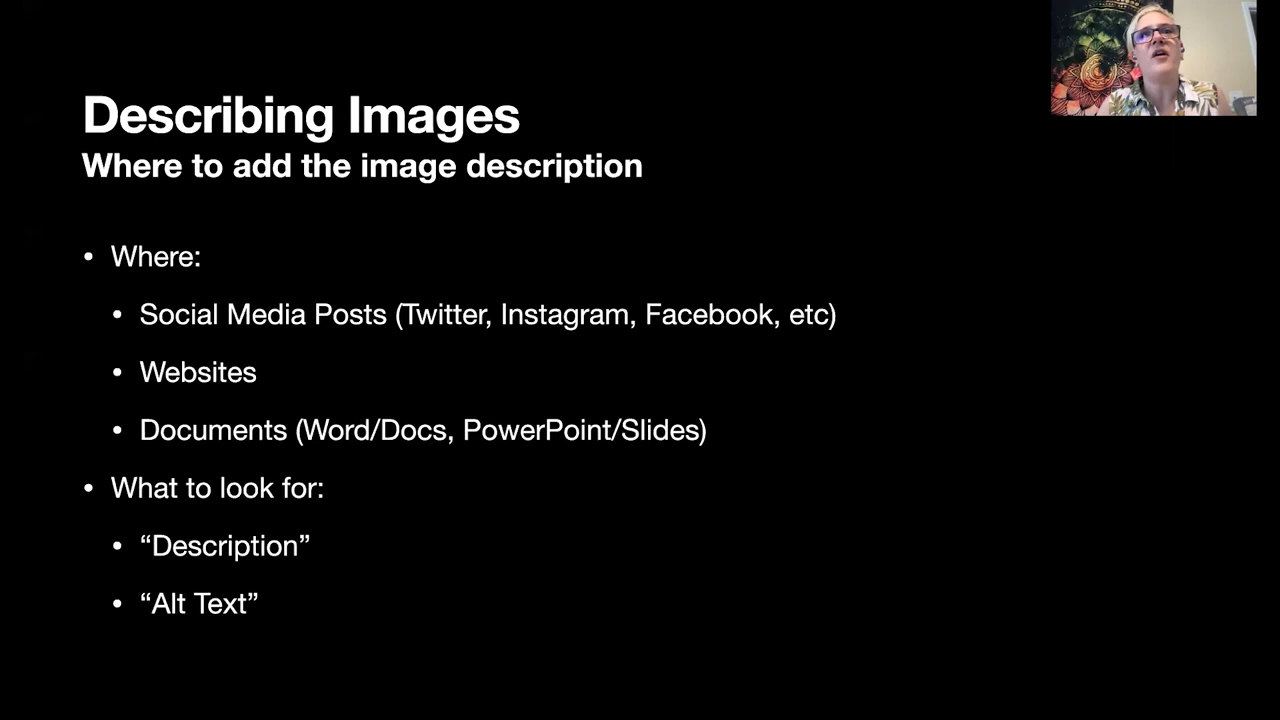 Describing Images
Where to add the image description
• Where:
• Social Media Posts (Twitter, Instagram, Facebook, etc)
• Websites
• Documents (Word/Docs, PowerPoint/Slides)
• What to look for:
• “Description”
• “Alt Text”